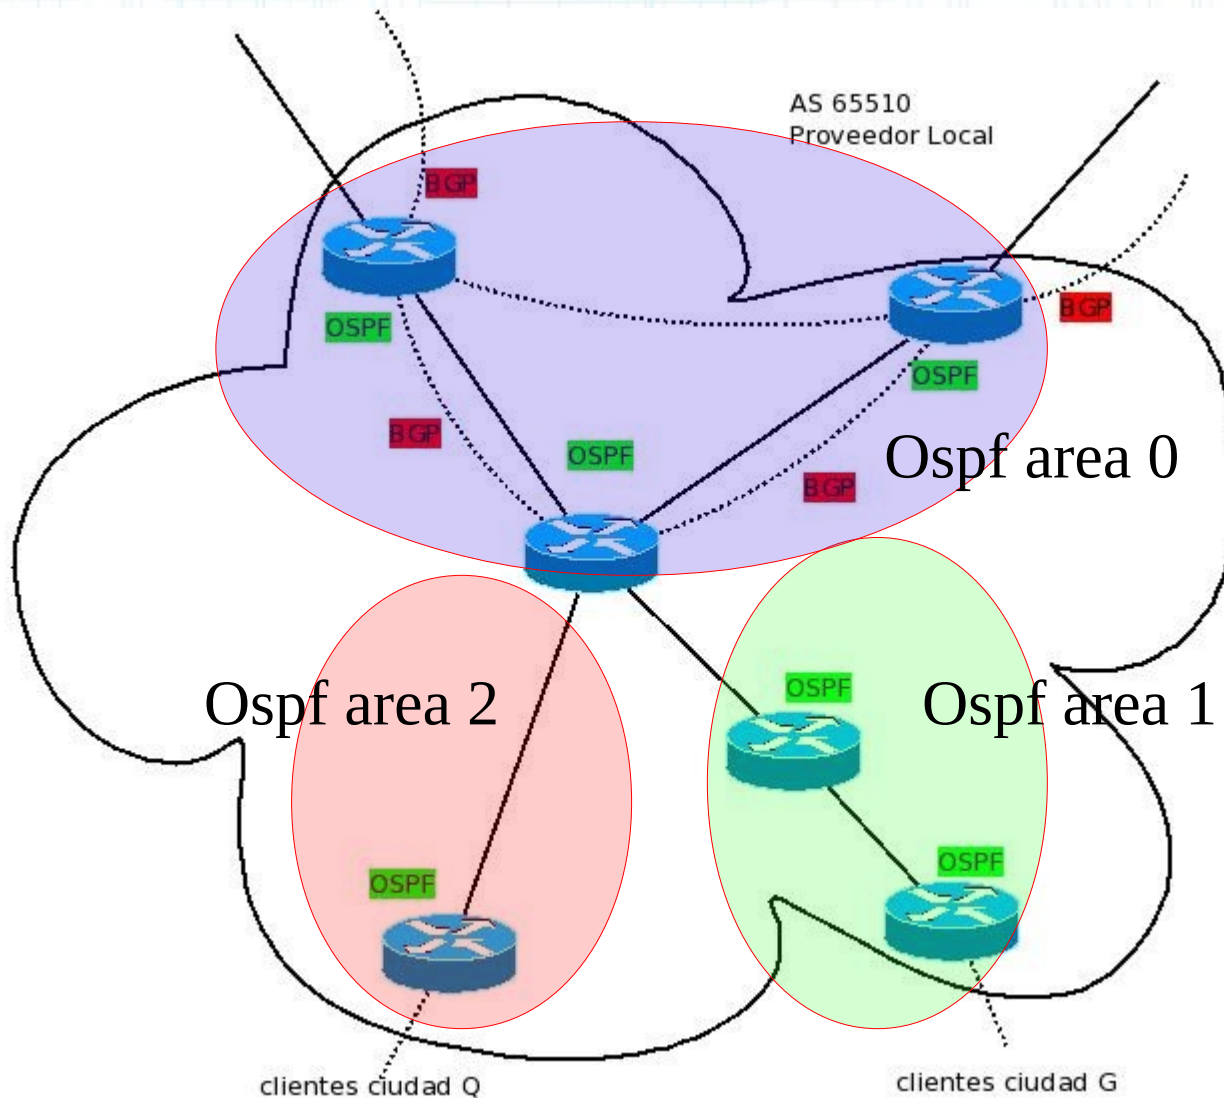 AS 65510
Proveedor Local
BGP
BGP
OSPF
OSPF
BGP
OSPF
Ospf area 0
BGP
OSPF
Ospf area 2
Ospf area 1
OSPF
OSPF
clientes ciudad Q
clientes ciudad G